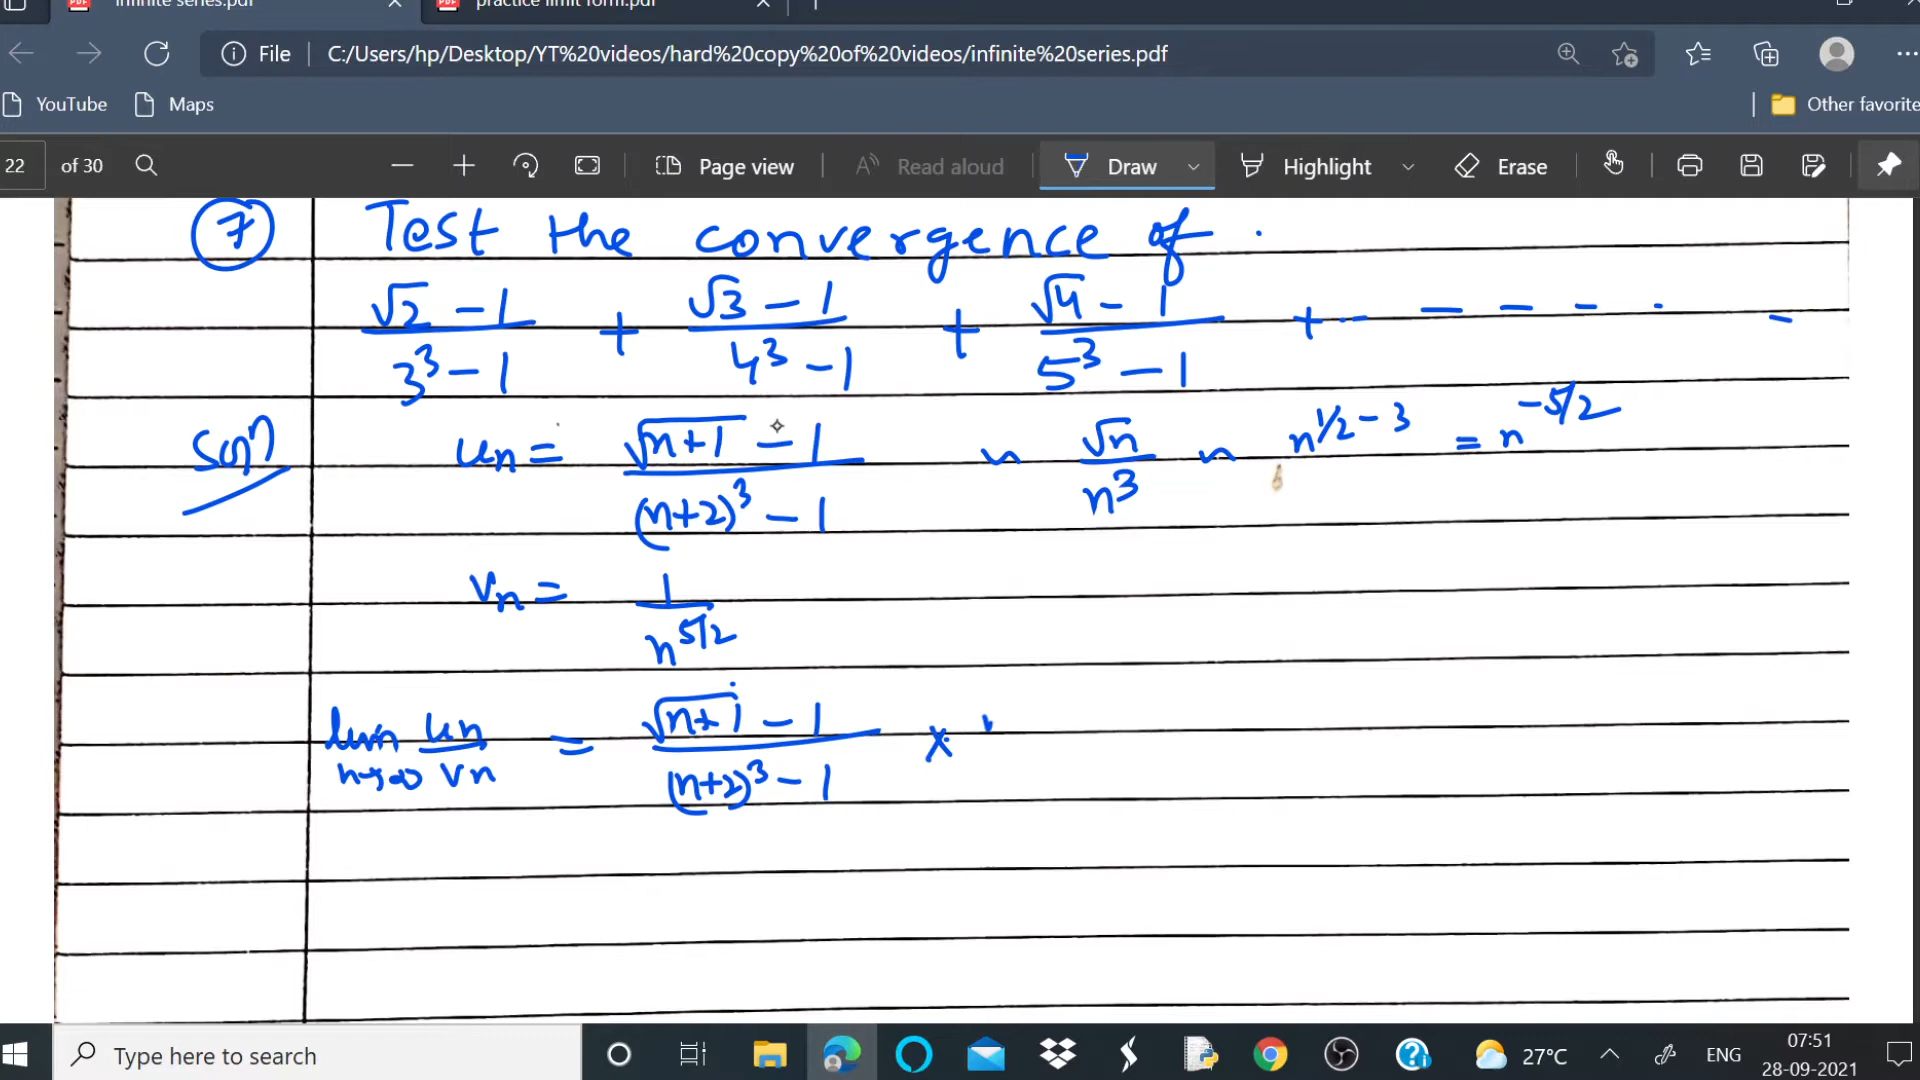 infinite series.pdf
practice limit form.pdf
File C:/Users/hp/Desktop/YT%20videos/hard%20copy%20of%20videos/infinite%20series.pdf
YouTube Maps Other favorite
22 of 30 Page view Read aloud Draw Highlight Erase
7 Test the convergence of
(√2 - 1)/(3³ - 1) + (√3 - 1)/(4³ - 1) + (√4 - 1)/(5³ - 1) + - - - - -
Solⁿ uₙ = (√(n+1) - 1)/((n+2)³ - 1) ~ √n/n³ ~ n^(1/2 - 3) = n^(-5/2)
vₙ = 1/n^(5/2)
lim n→∞ uₙ/vₙ = (√(n+1) - 1)/((n+2)³ - 1) ×
Type here to search 27°C ENG 07:51
28-09-2021